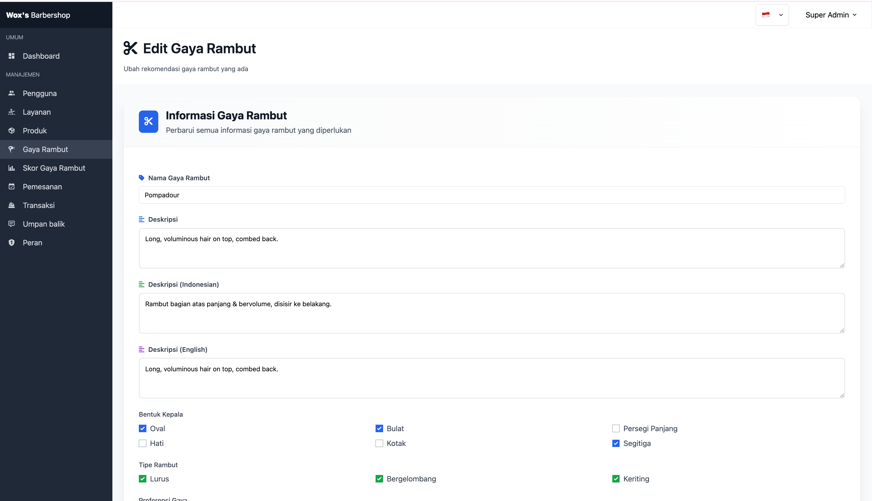 Wox's Barbershop
Super Admin
UMUM
Dashboard
MANAJEMEN
Pengguna
Layanan
Produk
Gaya Rambut
Skor Gaya Rambut
Pemesanan
Transaksi
Umpan balik
Peran
Edit Gaya Rambut
Ubah rekomendasi gaya rambut yang ada
Informasi Gaya Rambut
Perbarui semua informasi gaya rambut yang diperlukan
Nama Gaya Rambut
Pompadour
Deskripsi
Long, voluminous hair on top, combed back.
Deskripsi (Indonesian)
Rambut bagian atas panjang & bervolume, disisir ke belakang.
Deskripsi (English)
Long, voluminous hair on top, combed back.
Bentuk Kepala
Oval Bulat Persegi Panjang
Hati Kotak Segitiga
Tipe Rambut
Lurus Bergelombang Keriting
Preferensi Gaya